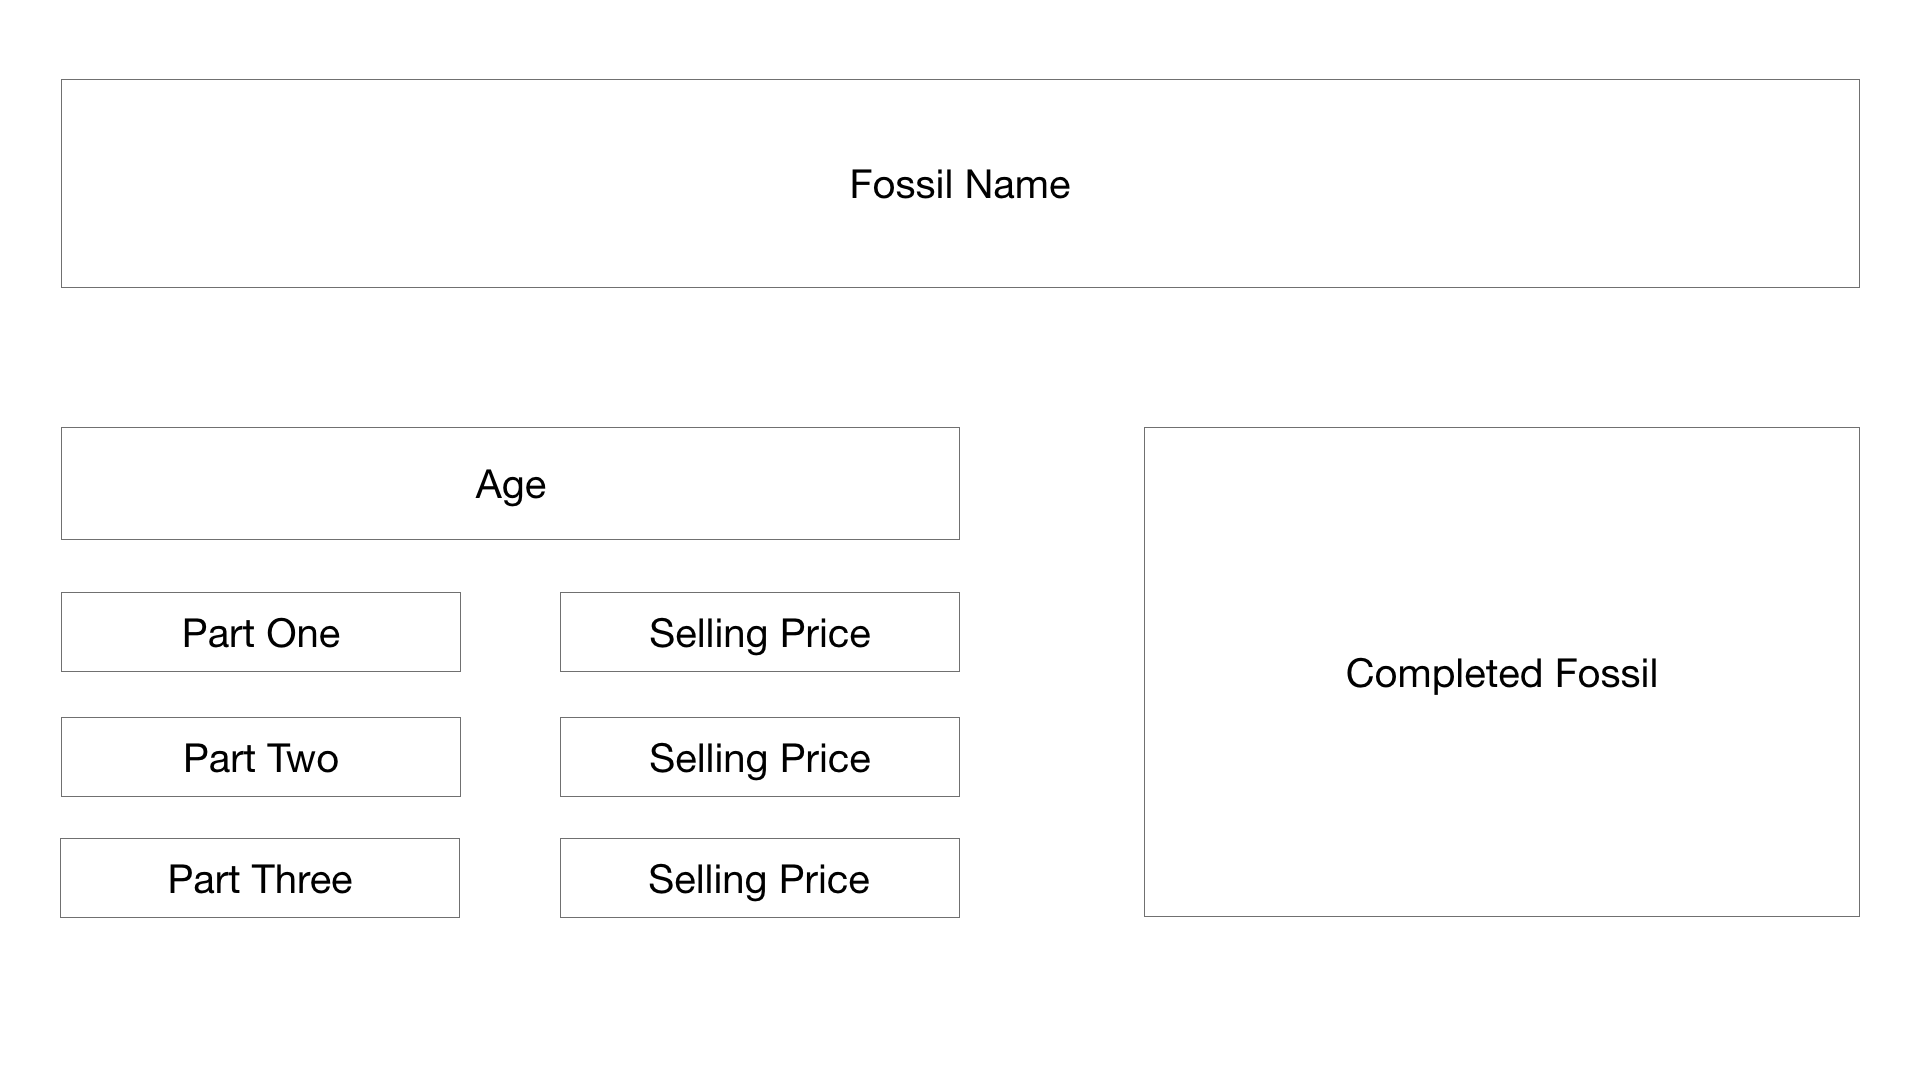 Fossil Name
Age
Part One
Selling Price
Part Two
Selling Price
Part Three
Selling Price
Completed Fossil